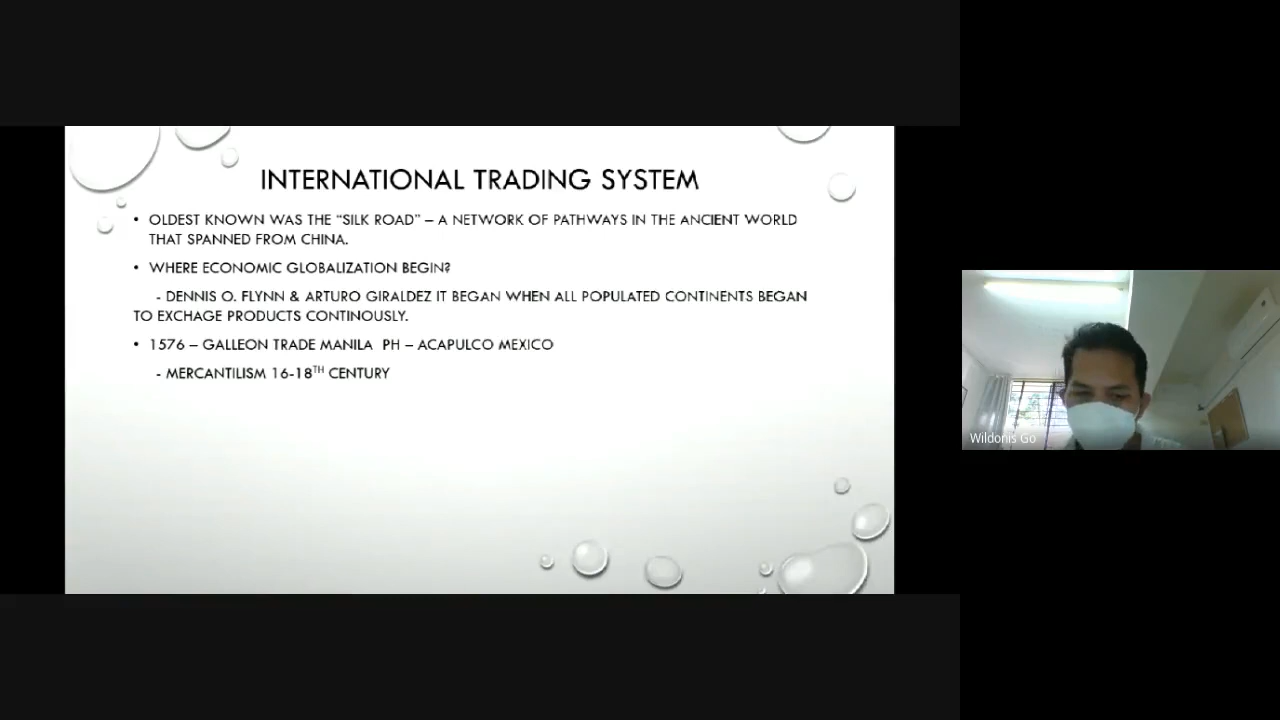 INTERNATIONAL TRADING SYSTEM
• OLDEST KNOWN WAS THE “SILK ROAD” – A NETWORK OF PATHWAYS IN THE ANCIENT WORLD
THAT SPANNED FROM CHINA.
• WHERE ECONOMIC GLOBALIZATION BEGIN?
- DENNIS O. FLYNN & ARTURO GIRALDEZ IT BEGAN WHEN ALL POPULATED CONTINENTS BEGAN
TO EXCHAGE PRODUCTS CONTINOUSLY.
• 1576 – GALLEON TRADE MANILA PH – ACAPULCO MEXICO
- MERCANTILISM 16-18TH CENTURY
Wildonis Go